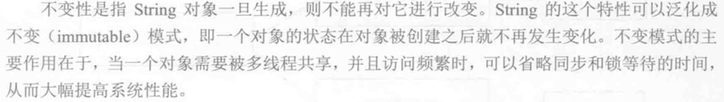 不变性是指 String 对象一旦生成，则不能再对它进行改变。String 的这个特性可以泛化成
不变（immutable）模式，即一个对象的状态在对象被创建之后就不再发生变化。不变模式的主
要作用在于，当一个对象需要被多线程共享，并且访问频繁时，可以省略同步和锁等待的时间，
从而大幅提高系统性能。